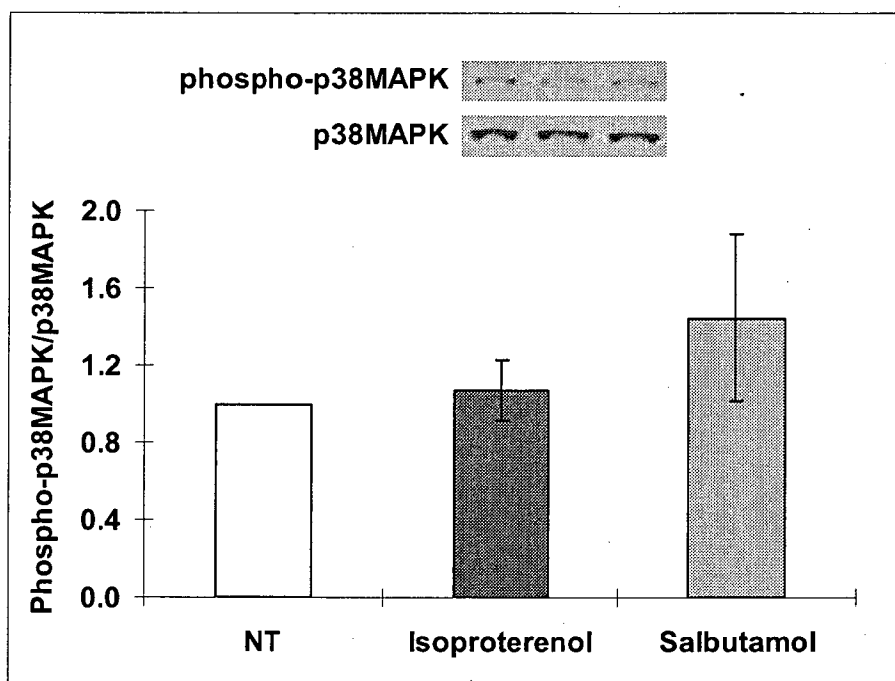 phospho-p38MAPK
p38MAPK
Phospho-p38MAPK/p38MAPK
2.0
1.6
1.2
0.8
0.4
0.0
NT Isoproterenol Salbutamol